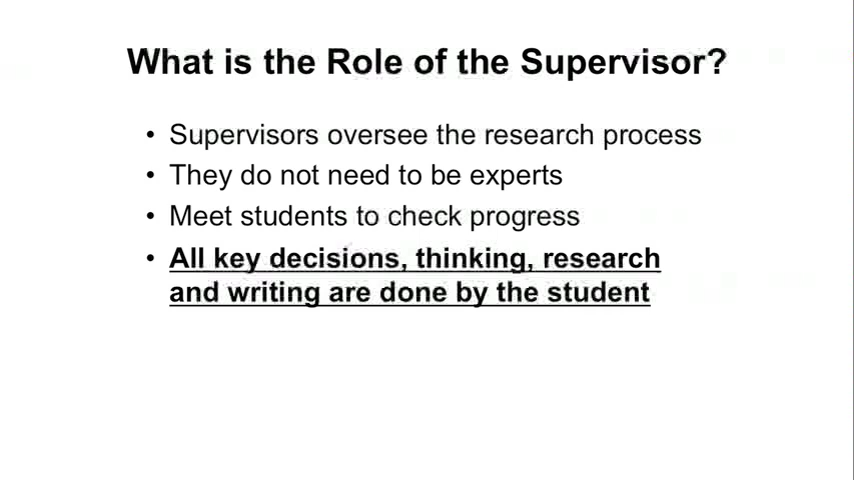 What is the Role of the Supervisor?
• Supervisors oversee the research process
• They do not need to be experts
• Meet students to check progress
• All key decisions, thinking, research
and writing are done by the student